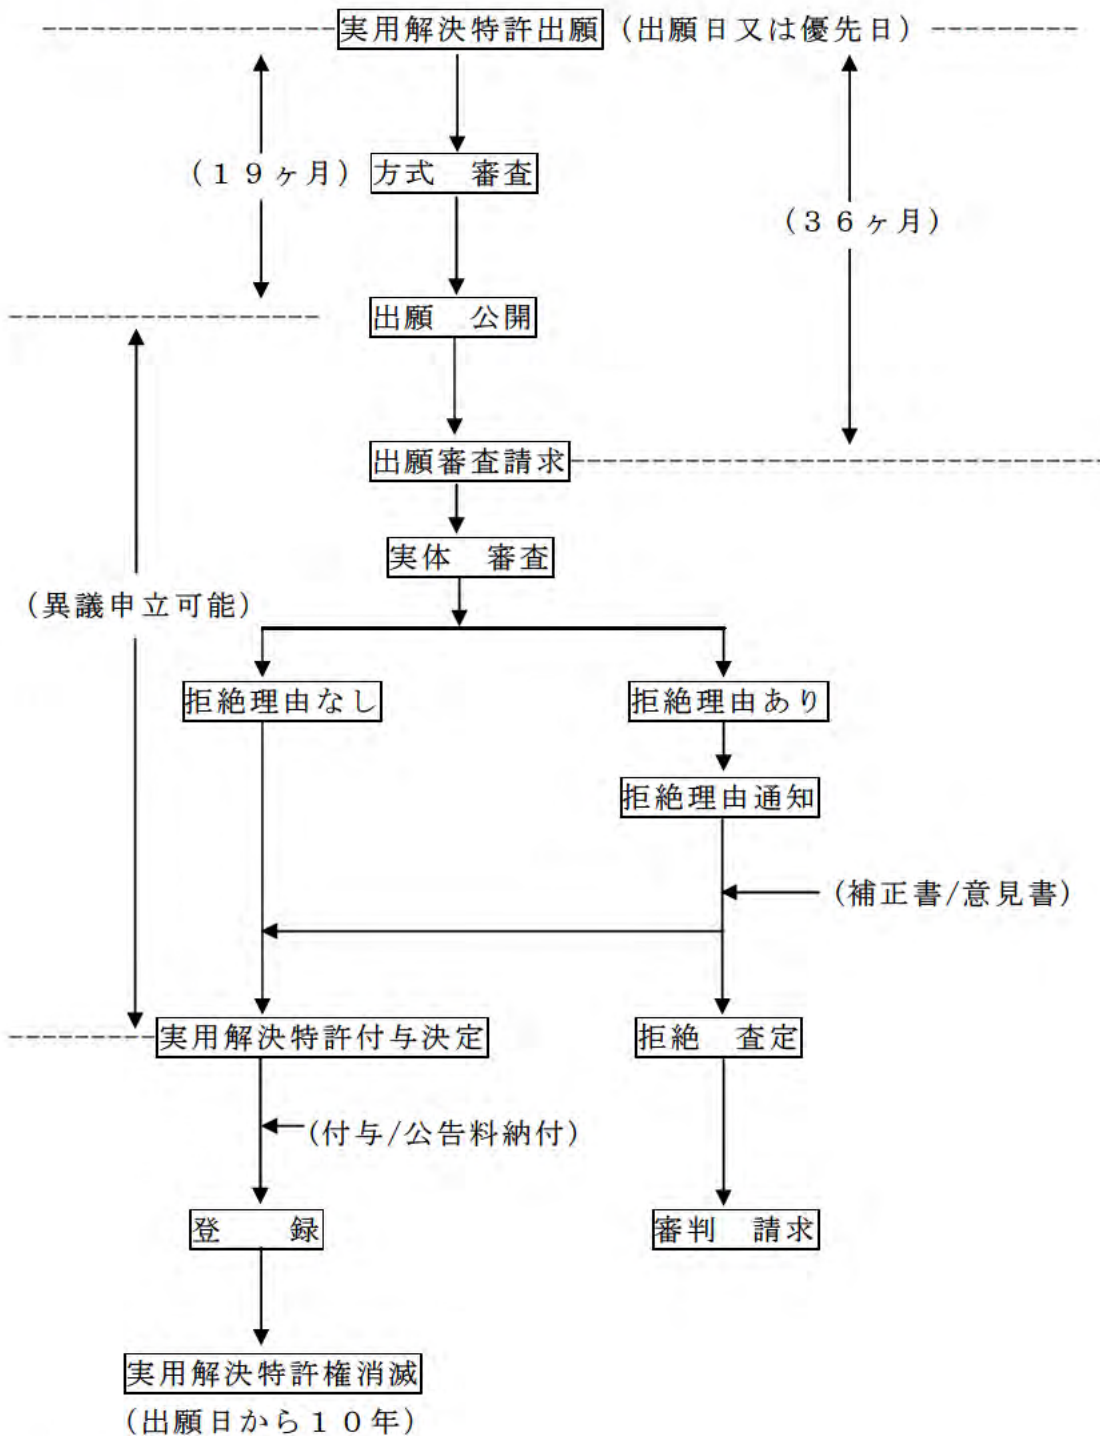 実用解決特許出願（出願日又は優先日）
（１９ヶ月）
方式　審査
（３６ヶ月）
出願　公開
出願審査請求
実体　審査
（異議申立可能）
拒絶理由なし
拒絶理由あり
拒絶理由通知
（補正書/意見書）
実用解決特許付与決定
拒絶　査定
（付与/公告料納付）
登　　録
審判　請求
実用解決特許権消滅
（出願日から１０年）